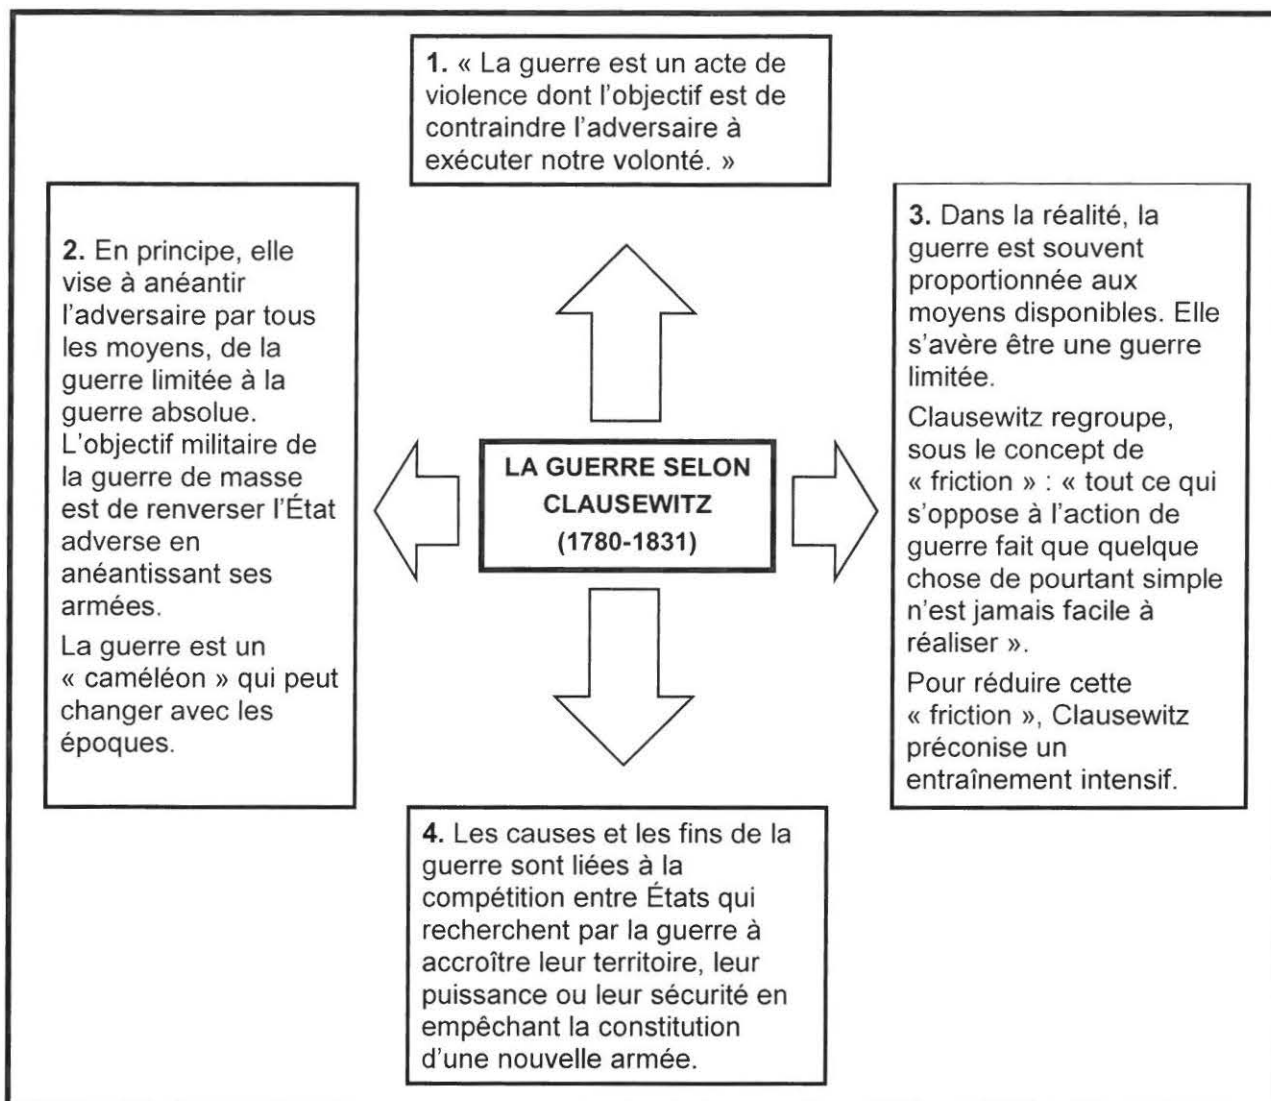 1. « La guerre est un acte de
violence dont l'objectif est de
contraindre l'adversaire à
exécuter notre volonté. »
2. En principe, elle
vise à anéantir
l'adversaire par tous
les moyens, de la
guerre limitée à la
guerre absolue.
L'objectif militaire de
la guerre de masse
est de renverser l'État
adverse en
anéantissant ses
armées.
La guerre est un
« caméléon » qui peut
changer avec les
époques.
LA GUERRE SELON
CLAUSEWITZ
(1780-1831)
3. Dans la réalité, la
guerre est souvent
proportionnée aux
moyens disponibles. Elle
s'avère être une guerre
limitée.
Clausewitz regroupe,
sous le concept de
« friction » : « tout ce qui
s'oppose à l'action de
guerre fait que quelque
chose de pourtant simple
n'est jamais facile à
réaliser ».
Pour réduire cette
« friction », Clausewitz
préconise un
entraînement intensif.
4. Les causes et les fins de la
guerre sont liées à la
compétition entre États qui
recherchent par la guerre à
accroître leur territoire, leur
puissance ou leur sécurité en
empêchant la constitution
d'une nouvelle armée.